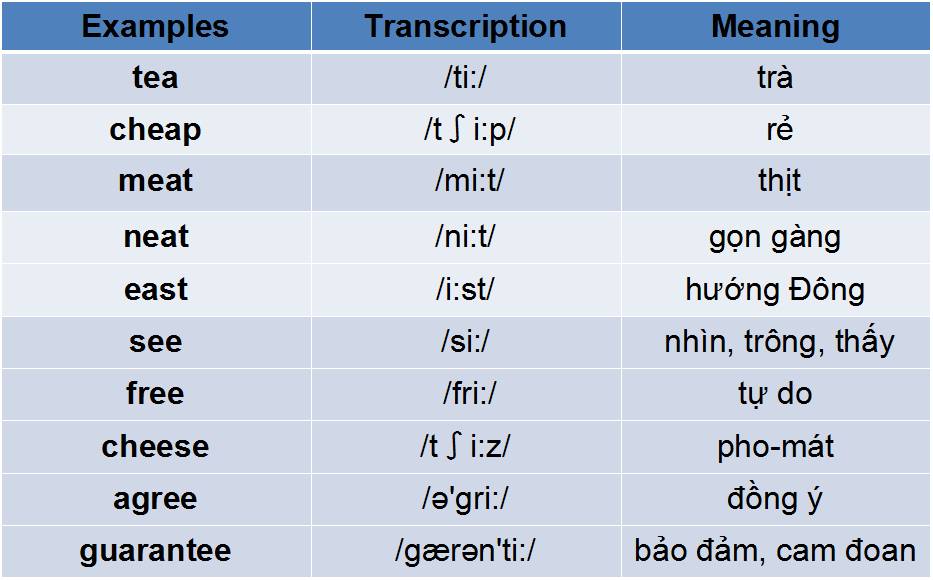 Examples Transcription Meaning
tea /ti:/ trà
cheap /t ʃ i:p/ rẻ
meat /mi:t/ thịt
neat /ni:t/ gọn gàng
east /i:st/ hướng Đông
see /si:/ nhìn, trông, thấy
free /fri:/ tự do
cheese /t ʃ i:z/ pho-mát
agree /ə'gri:/ đồng ý
guarantee /gærən'ti:/ bảo đảm, cam đoan